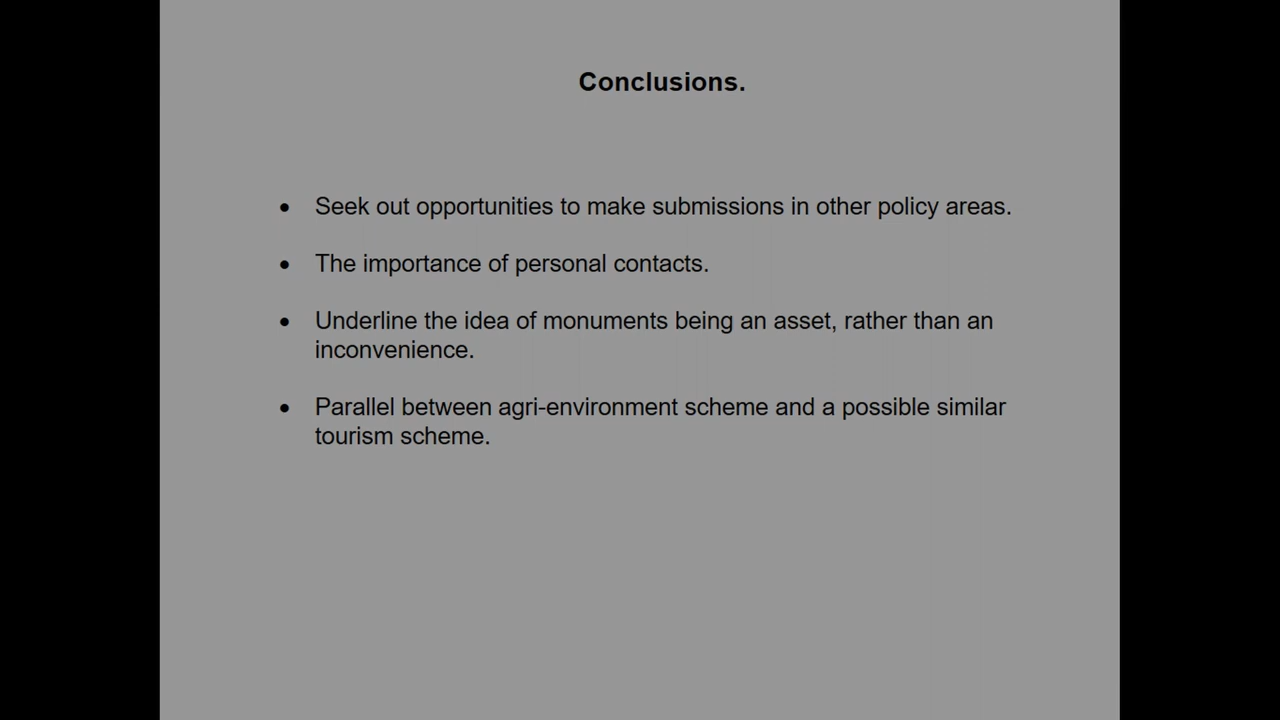 Conclusions.
• Seek out opportunities to make submissions in other policy areas.
• The importance of personal contacts.
• Underline the idea of monuments being an asset, rather than an
inconvenience.
• Parallel between agri-environment scheme and a possible similar
tourism scheme.